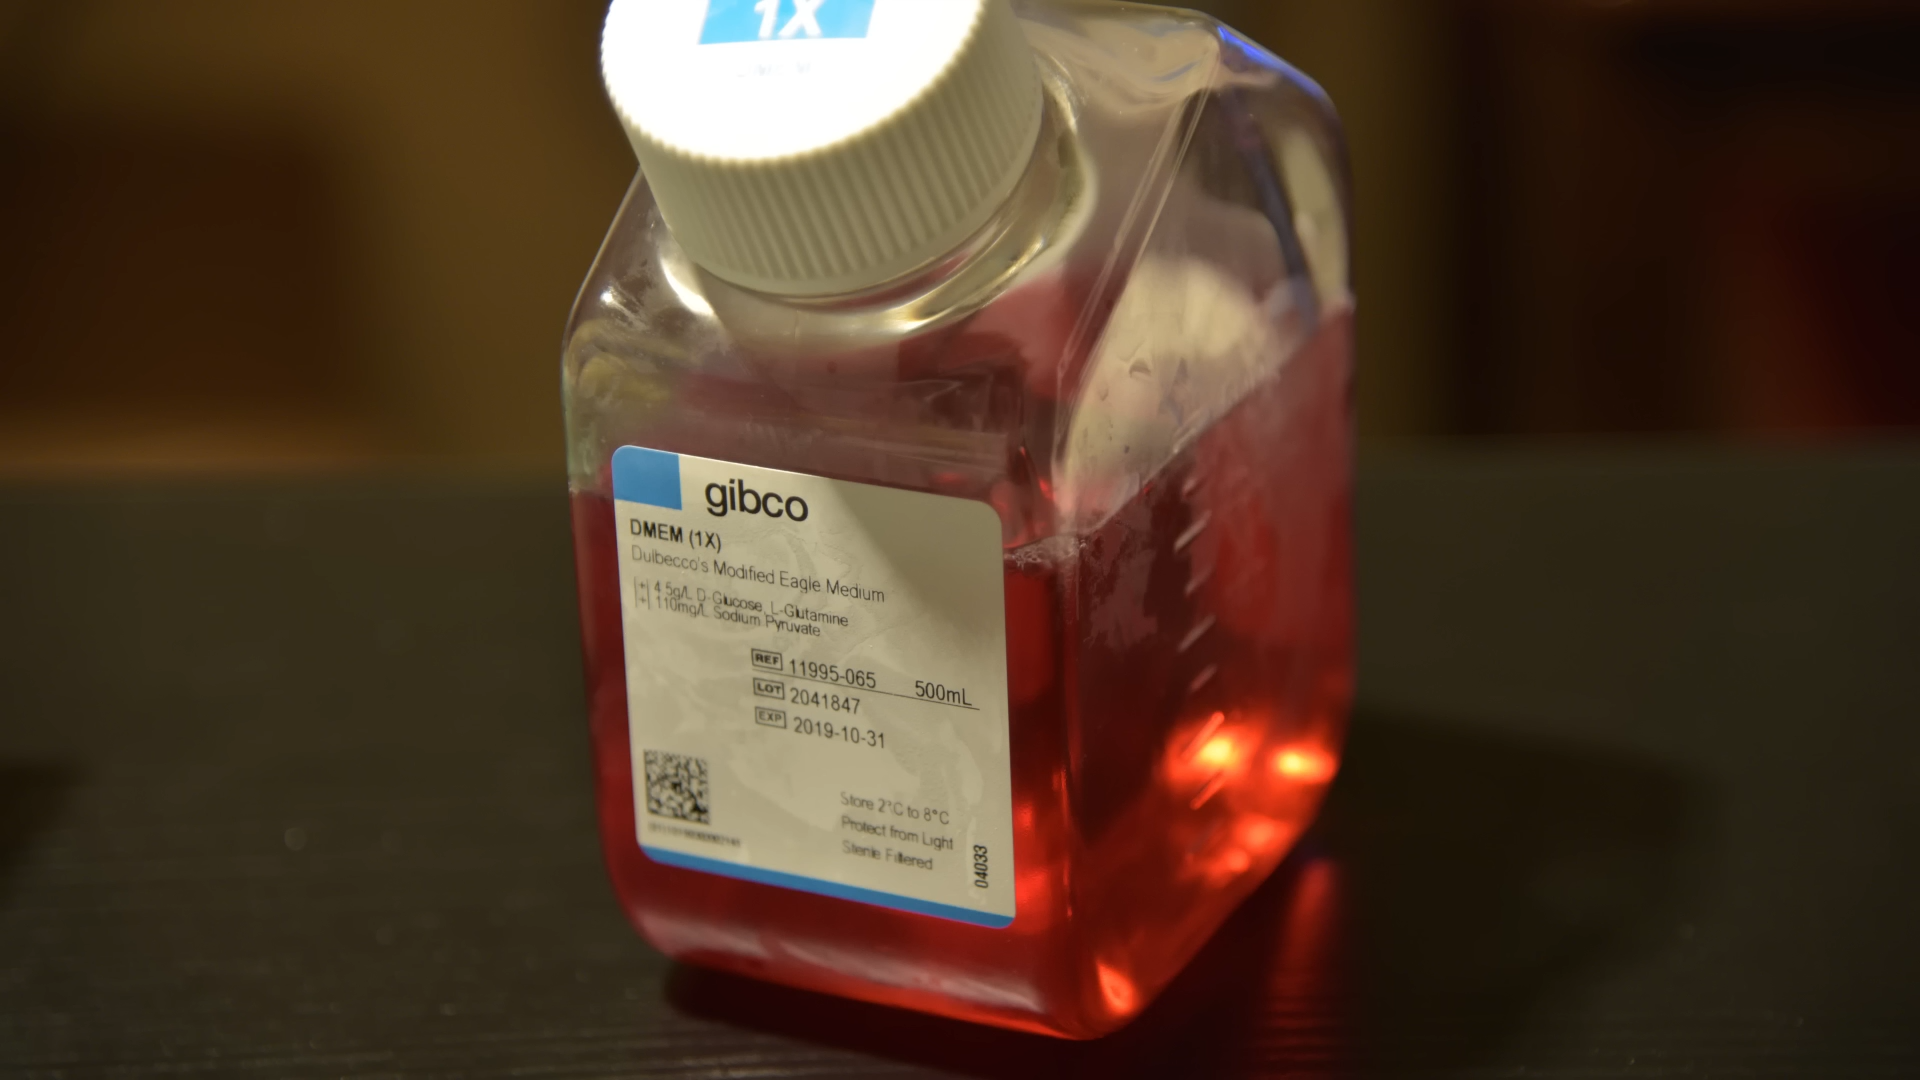 1X
gibco
DMEM (1X)
Dulbecco's Modified Eagle Medium
[+] 4.5g/L D-Glucose, L-Glutamine
[+] 110mg/L Sodium Pyruvate
REF 11995-065 500mL
LOT 2041847
EXP 2019-10-31
Store 2°C to 8°C
Protect from Light
Sterile Filtered
04033